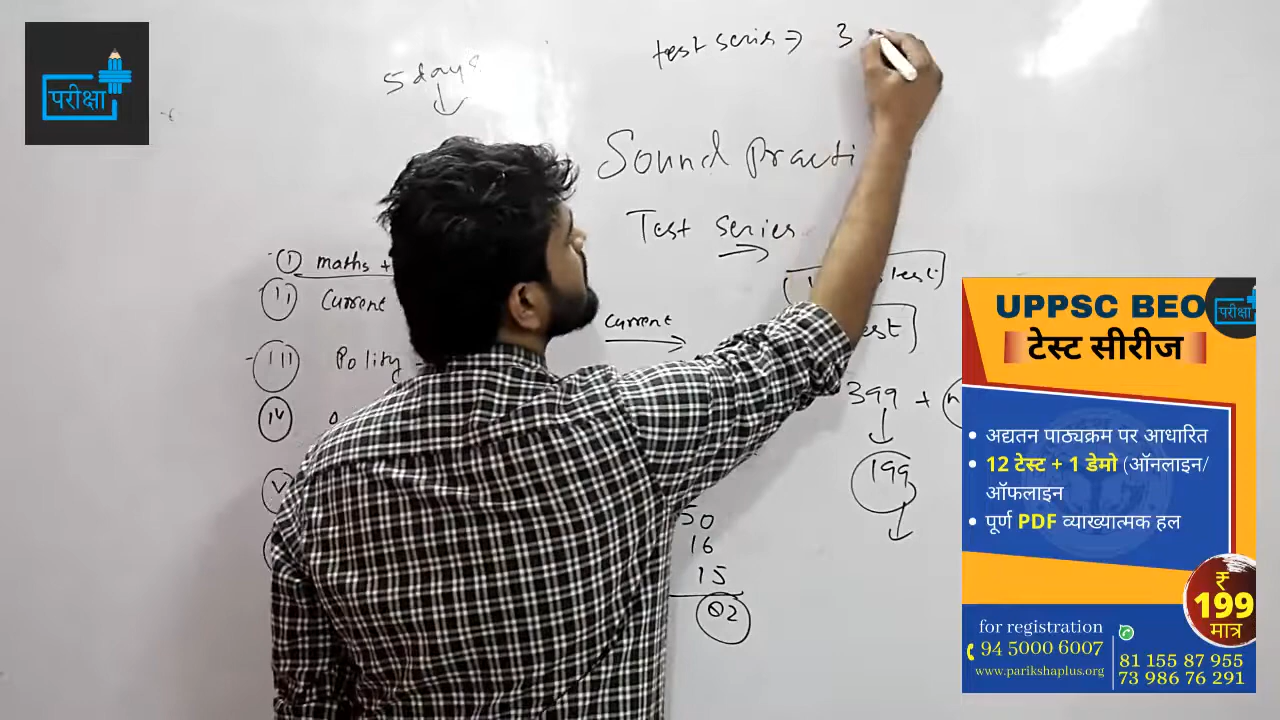 परीक्षा
5 days
test series ⇒ 3
Sound practi
Test series
(i) maths +
(ii) Current
(iii) Polity
(iv)
(v)
Current
399 +
199
50
16
15
02
UPPSC BEO
परीक्षा
टेस्ट सीरीज
• अद्यतन पाठ्यक्रम पर आधारित
• 12 टेस्ट + 1 डेमो (ऑनलाइन/
ऑफलाइन
• पूर्ण PDF व्याख्यात्मक हल
₹
199
मात्र
for registration
94 5000 6007
www.parikshaplus.org
81 155 87 955
73 986 76 291